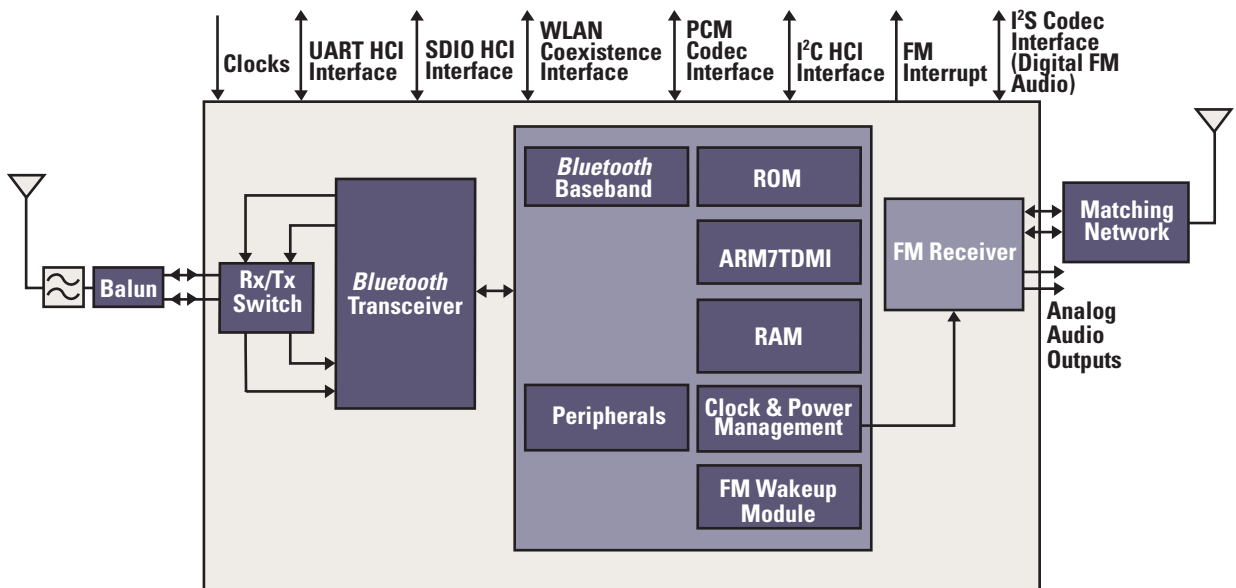 Clocks
UART HCI
Interface
SDIO HCI
Interface
WLAN
Coexistence
Interface
PCM
Codec
Interface
I²C HCI
Interface
FM
Interrupt
I²S Codec
Interface
(Digital FM
Audio)
Balun
Rx/Tx
Switch
Bluetooth
Transceiver
Bluetooth
Baseband
ROM
ARM7TDMI
RAM
Peripherals
Clock & Power
Management
FM Wakeup
Module
FM Receiver
Matching
Network
Analog
Audio
Outputs